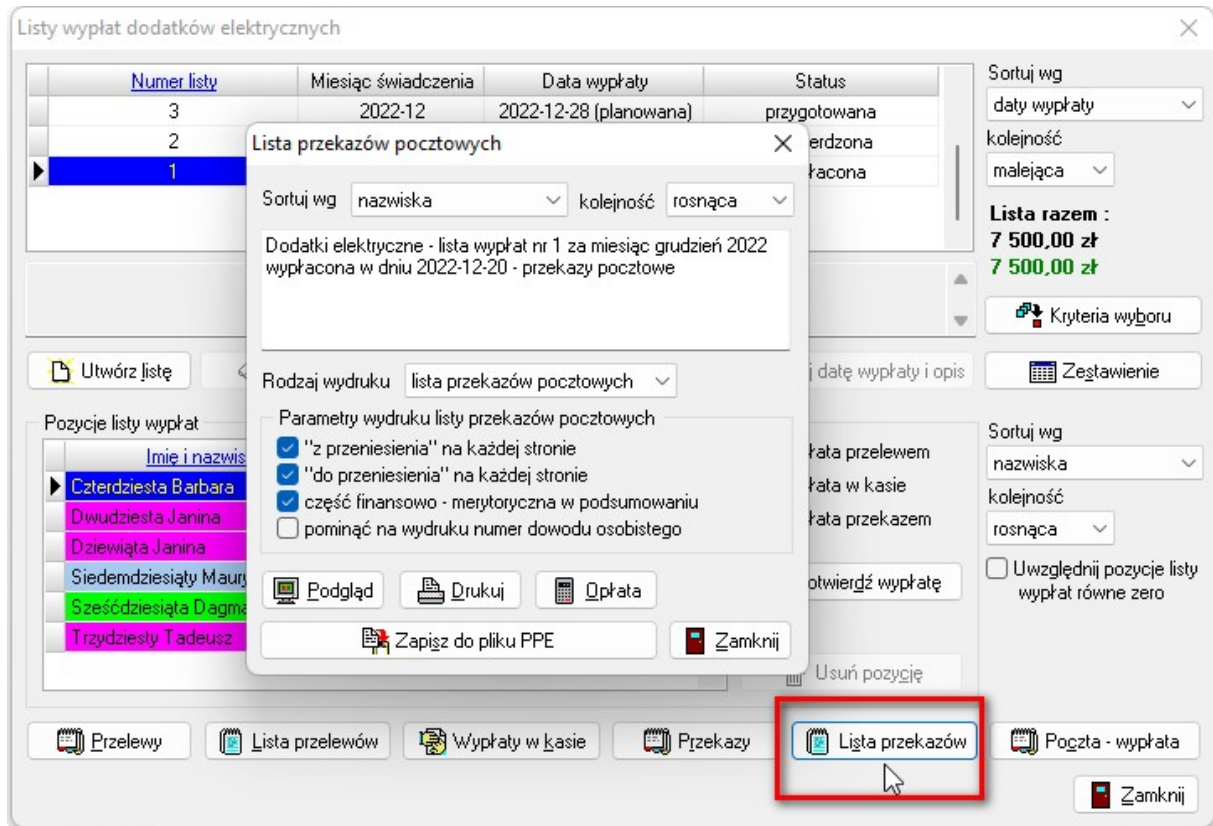 Listy wypłat dodatków elektrycznych
Numer listy Miesiąc świadczenia Data wypłaty Status
3 2022-12 2022-12-28 (planowana) przygotowana
2
1
Sortuj wg
daty wypłaty
kolejność
malejąca
Lista razem :
7 500,00 zł
7 500,00 zł
Kryteria wyboru
Zestawienie
Utwórz listę
datę wypłaty i opis
Lista przekazów pocztowych
Sortuj wg nazwiska kolejność rosnąca
Dodatki elektryczne - lista wypłat nr 1 za miesiąc grudzień 2022
wypłacona w dniu 2022-12-20 - przekazy pocztowe
Rodzaj wydruku lista przekazów pocztowych
Parametry wydruku listy przekazów pocztowych
"z przeniesienia" na każdej stronie
"do przeniesienia" na każdej stronie
część finansowo - merytoryczna w podsumowaniu
pominąć na wydruku numer dowodu osobistego
Podgląd Drukuj Opłata
Zapisz do pliku PPE Zamknij
Pozycje listy wypłat
Imię i nazwis
Czterdziesta Barbara
Dwudziesta Janina
Dziewiąta Janina
Siedemdziesiąty Maury
Sześćdziesiąta Dagma
Trzydziesty Tadeusz
przelewem
w kasie
przekazem
wypłatę
Usuń pozycję
Sortuj wg
nazwiska
kolejność
rosnąca
Uwzględnij pozycje listy
wypłat równe zero
Przelewy Lista przelewów Wypłaty w kasie Przekazy Lista przekazów Poczta - wypłata
Zamknij